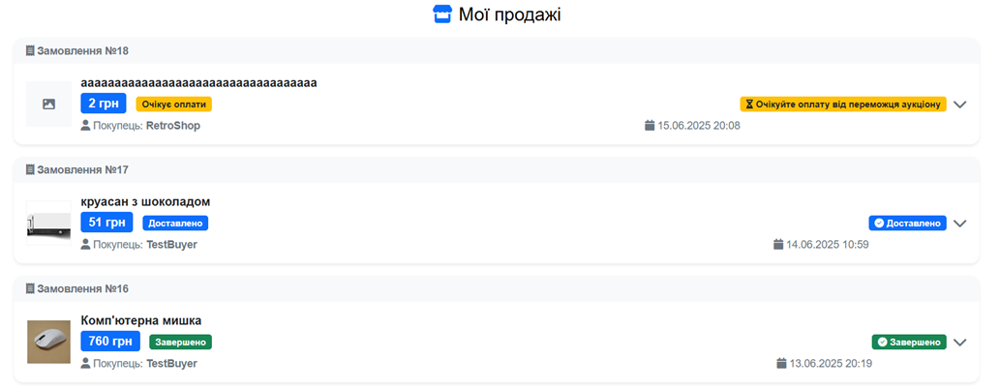 Мої продажі
Замовлення №18
аааааааааааааааааааааааааааааааааааа
2 грн Очікує оплати
Очікуйте оплату від переможця аукціону
Покупець: RetroShop
15.06.2025 20:08
Замовлення №17
круасан з шоколадом
51 грн Доставлено
Доставлено
Покупець: TestBuyer
14.06.2025 10:59
Замовлення №16
Комп'ютерна мишка
760 грн Завершено
Завершено
Покупець: TestBuyer
13.06.2025 20:19